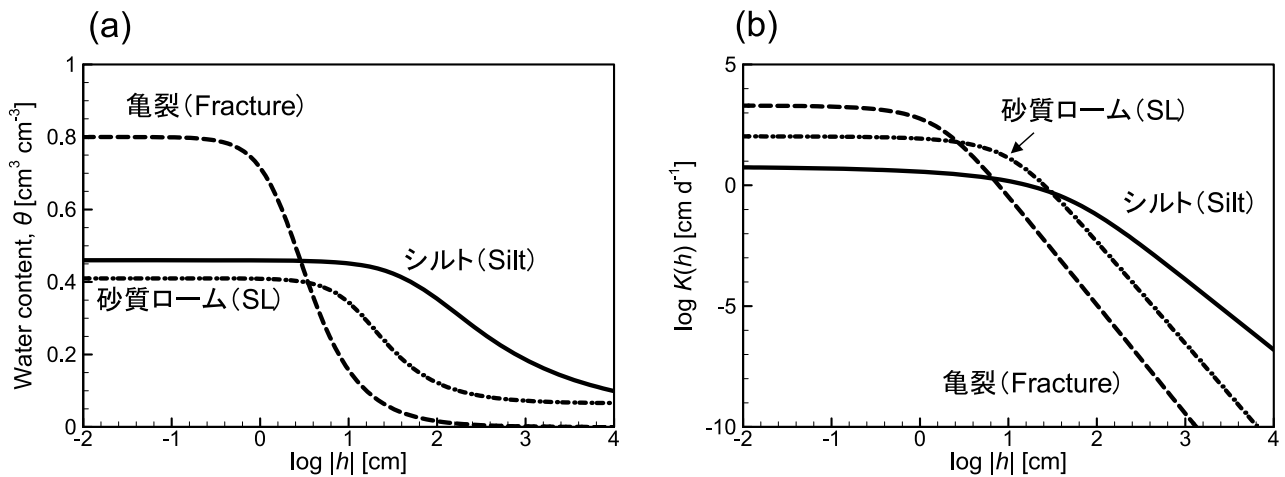 (a)
Water content, θ [cm³ cm⁻³]
1
0.8
0.6
0.4
0.2
0
亀裂(Fracture)
シルト(Silt)
砂質ローム(SL)
-2 -1 0 1 2 3 4
log |h| [cm]
(b)
log K(h) [cm d⁻¹]
5
0
-5
-10
砂質ローム(SL)
シルト(Silt)
亀裂(Fracture)
-2 -1 0 1 2 3 4
log |h| [cm]